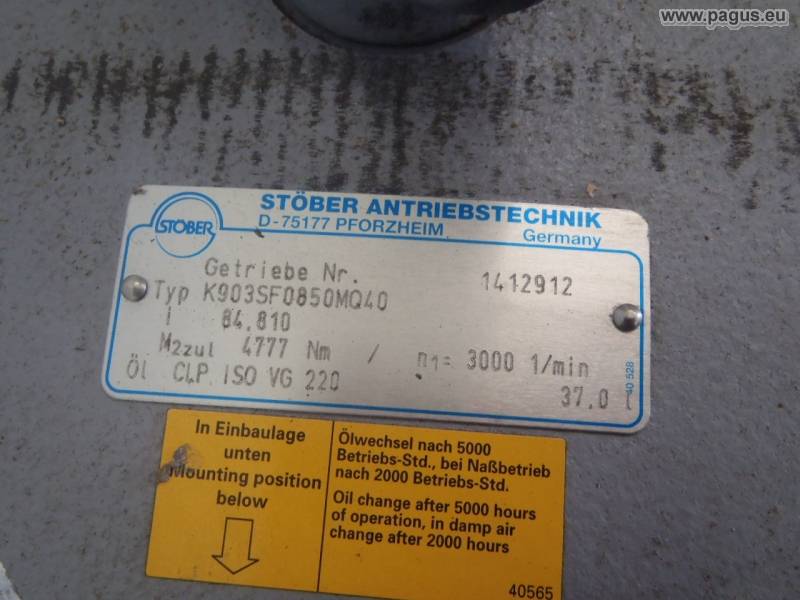 www.pagus.eu
STÖBER
STÖBER ANTRIEBSTECHNIK
D-75177 PFORZHEIM
Germany
Getriebe Nr. 1412912
Typ K903SF0850MQ40
i 84.810
M2zul 4777 Nm / n1= 3000 1/min
Öl CLP ISO VG 220 37.0 l
40 528
In Einbaulage
unten
Mounting position
below
Ölwechsel nach 5000
Betriebs-Std., bei Naßbetrieb
nach 2000 Betriebs-Std.
Oil change after 5000 hours
of operation, in damp air
change after 2000 hours
40565